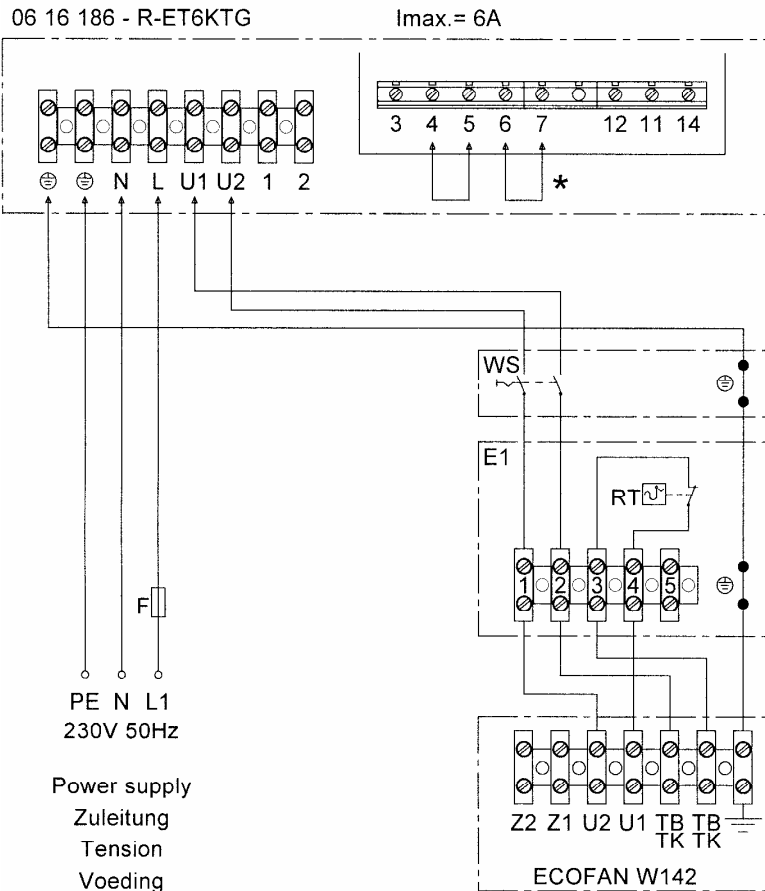 06 16 186 - R-ET6KTG
Imax.= 6A
3 4 5 6 7 12 11 14
N L U1 U2 1 2
*
WS
E1
RT
1 2 3 4 5
F
PE N L1
230V 50Hz
Power supply
Zuleitung
Tension
Voeding
Z2 Z1 U2 U1 TB TB
TK TK
ECOFAN W142